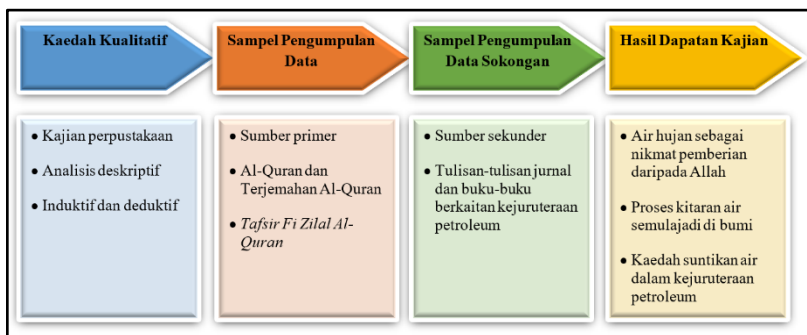 Kaedah Kualitatif
Sampel Pengumpulan
Data
Sampel Pengumpulan
Data Sokongan
Hasil Dapatan Kajian
• Kajian perpustakaan
• Analisis deskriptif
• Induktif dan deduktif
• Sumber primer
• Al-Quran dan
Terjemahan Al-Quran
• Tafsir Fi Zilal Al-
Quran
• Sumber sekunder
• Tulisan-tulisan jurnal
dan buku-buku
berkaitan kejuruteraan
petroleum
• Air hujan sebagai
nikmat pemberian
daripada Allah
• Proses kitaran air
semulajadi di bumi
• Kaedah suntikan air
dalam kejuruteraan
petroleum